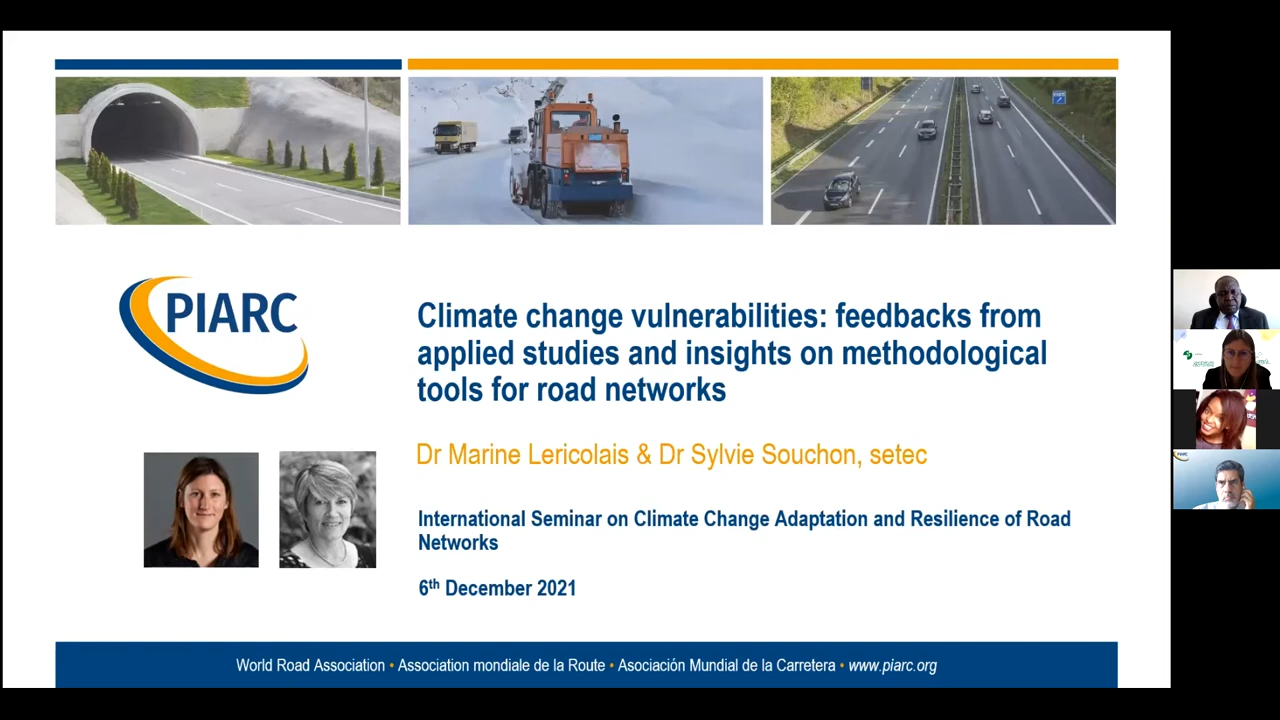 PIARC
Climate change vulnerabilities: feedbacks from
applied studies and insights on methodological
tools for road networks
Dr Marine Lericolais & Dr Sylvie Souchon, setec
International Seminar on Climate Change Adaptation and Resilience of Road
Networks
6th December 2021
World Road Association • Association mondiale de la Route • Asociación Mundial de la Carretera • www.piarc.org